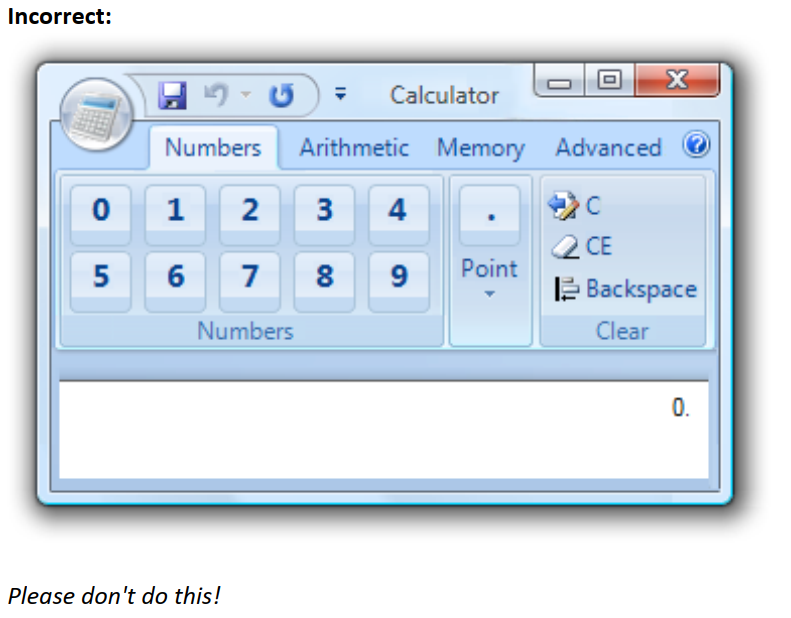 Incorrect:
Calculator
Numbers Arithmetic Memory Advanced ?
0 1 2 3 4 . C
CE
5 6 7 8 9 Point
Backspace
Numbers Clear
0.
Please don't do this!